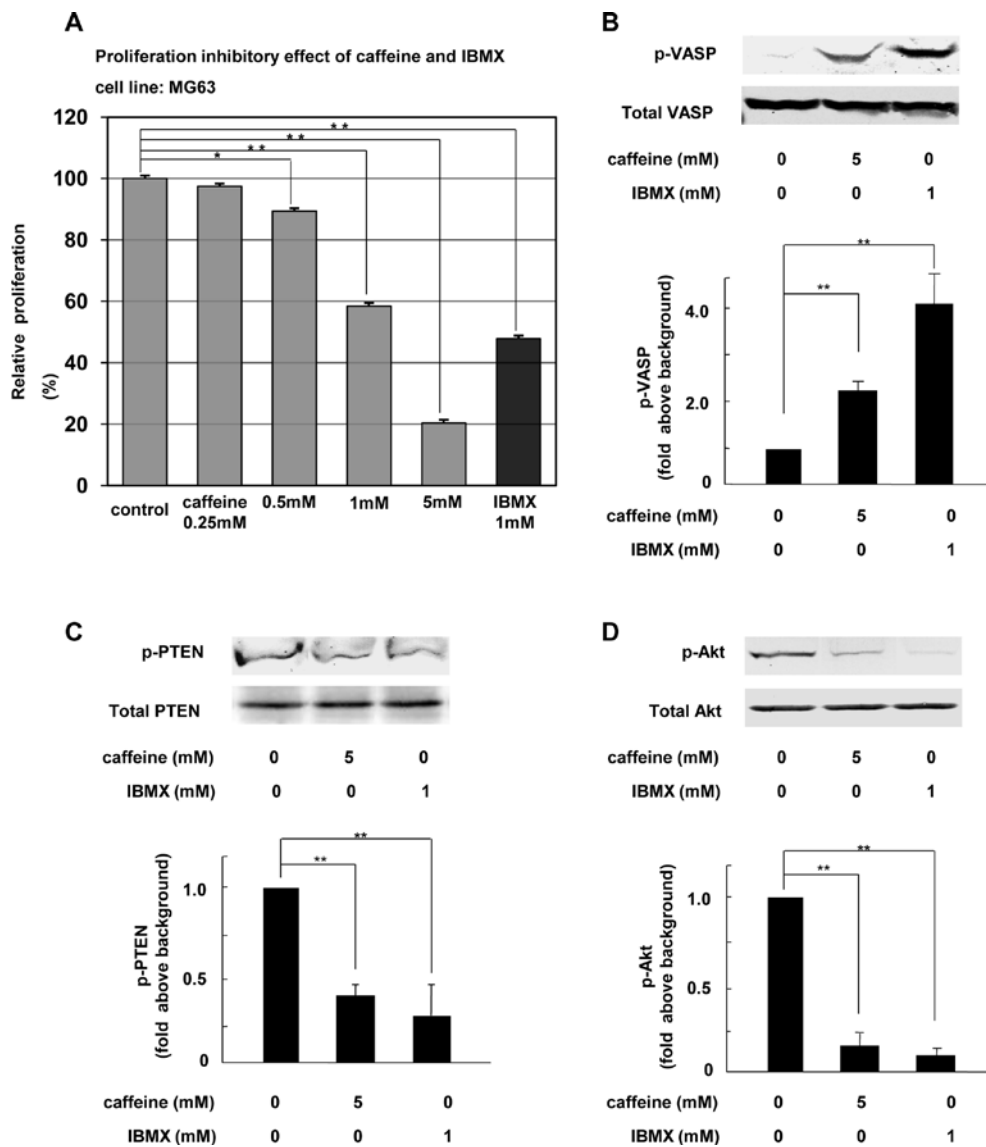 A
Proliferation inhibitory effect of caffeine and IBMX
cell line: MG63
Relative proliferation
(%)
120
100
80
60
40
20
0
* *
* *
* *
*
control
caffeine
0.25mM
0.5mM
1mM
5mM
IBMX
1mM
B
p-VASP
Total VASP
caffeine (mM) 0 5 0
IBMX (mM) 0 0 1
p-VASP
(fold above background)
4.0
2.0
0
**
**
caffeine (mM) 0 5 0
IBMX (mM) 0 0 1
C
p-PTEN
Total PTEN
caffeine (mM) 0 5 0
IBMX (mM) 0 0 1
p-PTEN
(fold above background)
1.0
0.5
0
**
**
caffeine (mM) 0 5 0
IBMX (mM) 0 0 1
D
p-Akt
Total Akt
caffeine (mM) 0 5 0
IBMX (mM) 0 0 1
p-Akt
(fold above background)
1.0
0.5
0
**
**
caffeine (mM) 0 5 0
IBMX (mM) 0 0 1